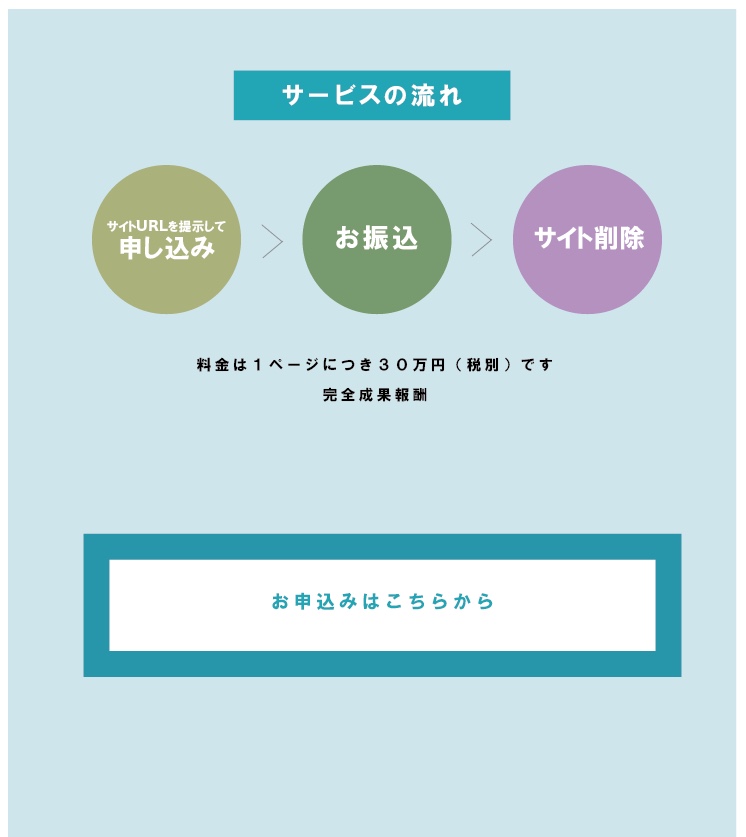 サービスの流れ
サイトURLを提示して
申し込み
お振込
サイト削除
料金は１ページにつき３０万円（税別）です
完全成果報酬
お申込みはこちらから